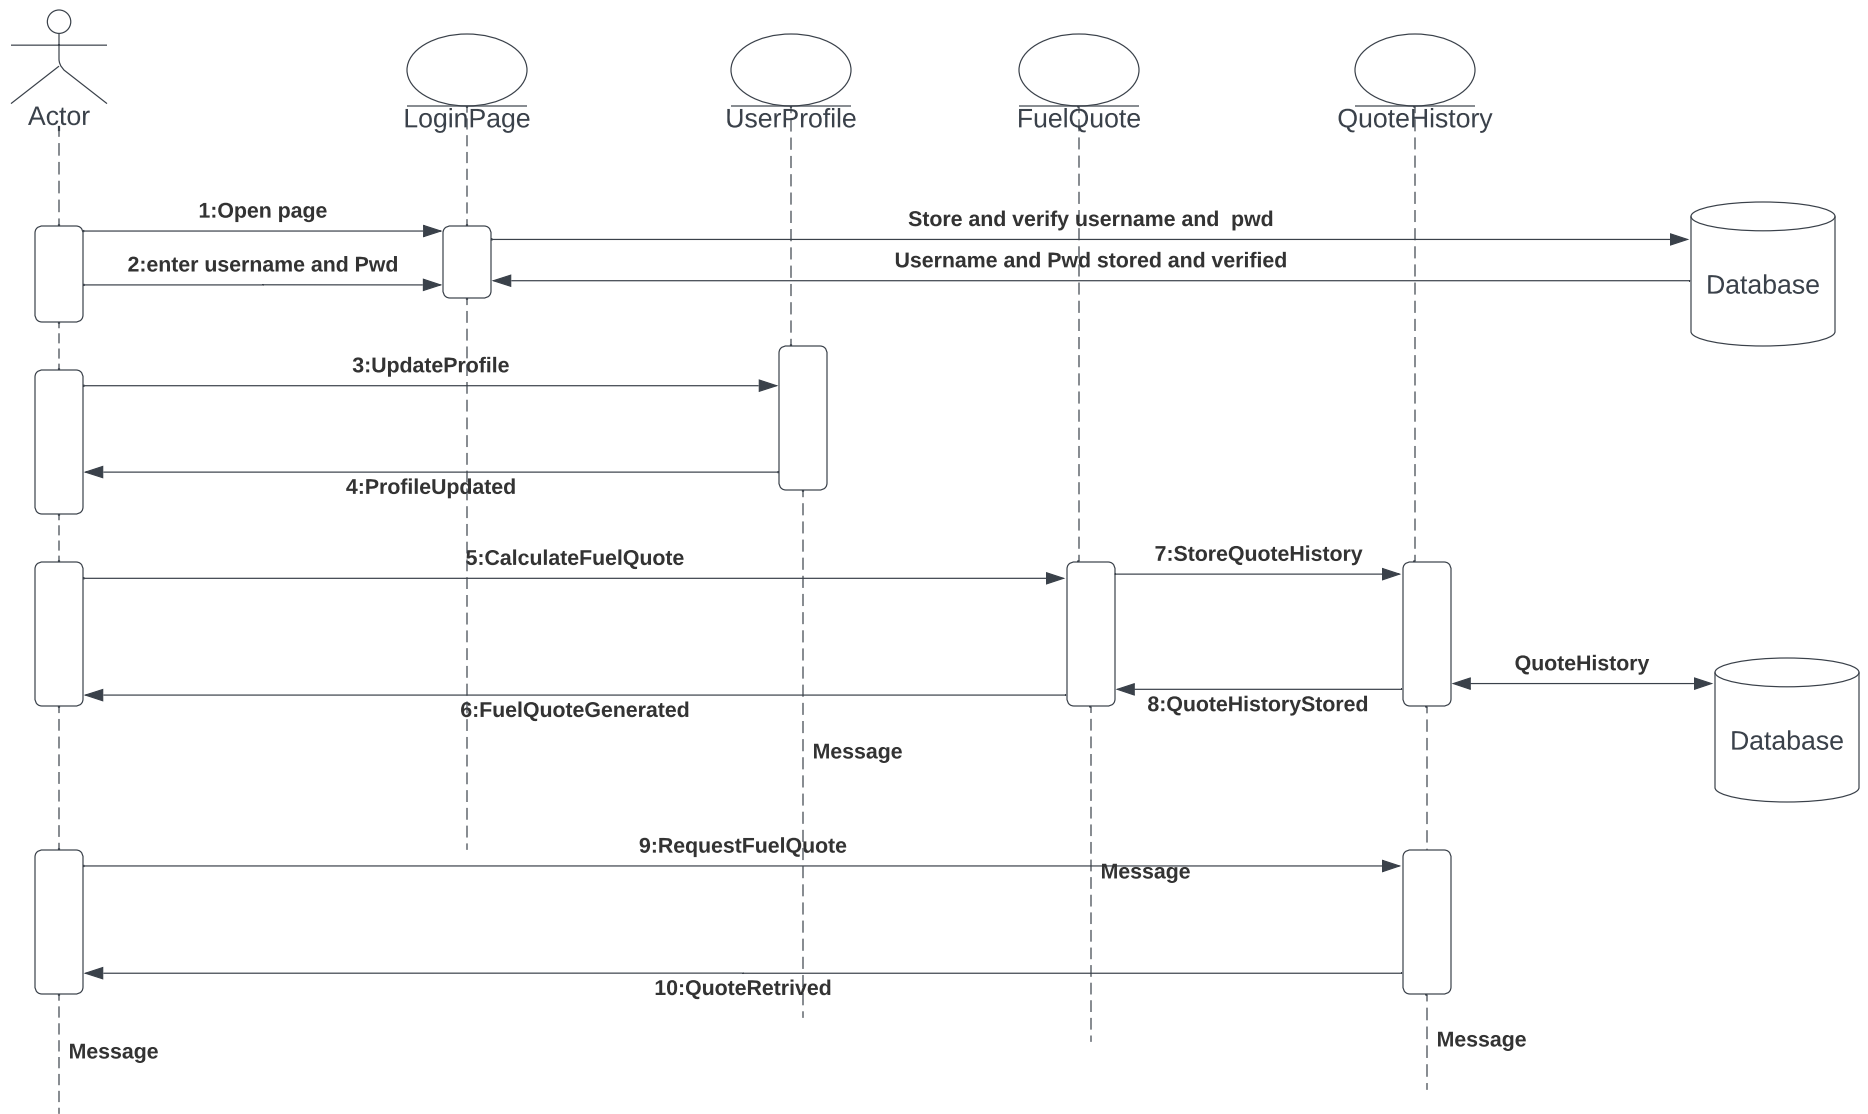 Actor
LoginPage
UserProfile
FuelQuote
QuoteHistory
1:Open page
Store and verify username and  pwd
2:enter username and Pwd
Username and Pwd stored and verified
Database
3:UpdateProfile
4:ProfileUpdated
5:CalculateFuelQuote
7:StoreQuoteHistory
QuoteHistory
6:FuelQuoteGenerated
8:QuoteHistoryStored
Database
Message
9:RequestFuelQuote
Message
10:QuoteRetrived
Message
Message